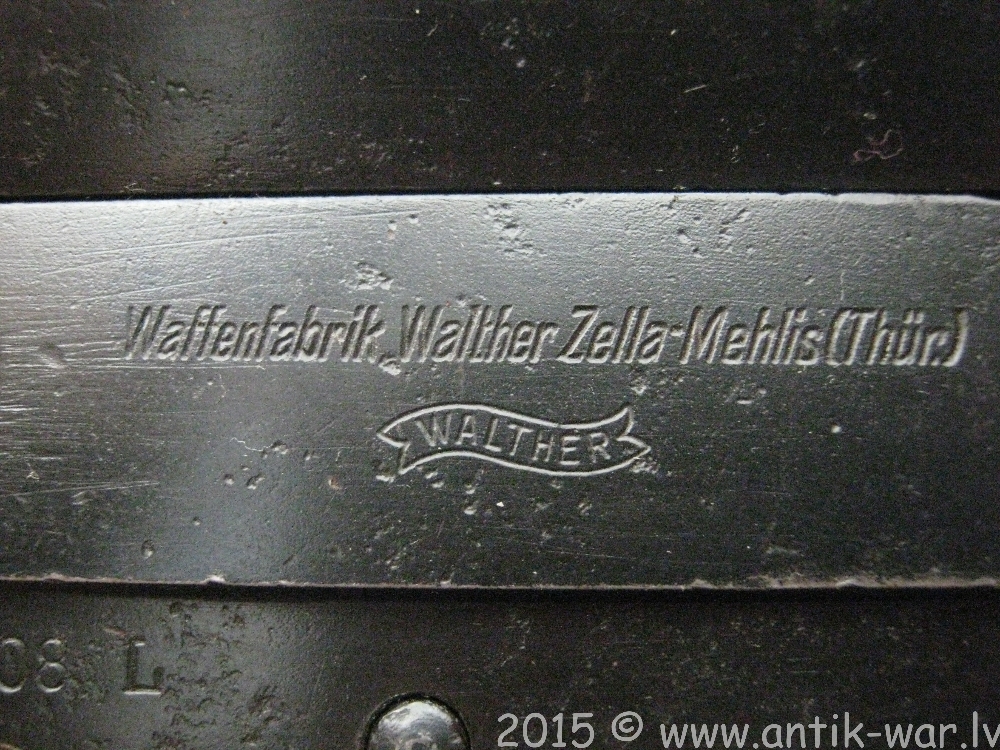 Waffenfabrik Walther Zella-Mehlis (Thür.)
WALTHER
08 L
2015 © www.antik-war.lv